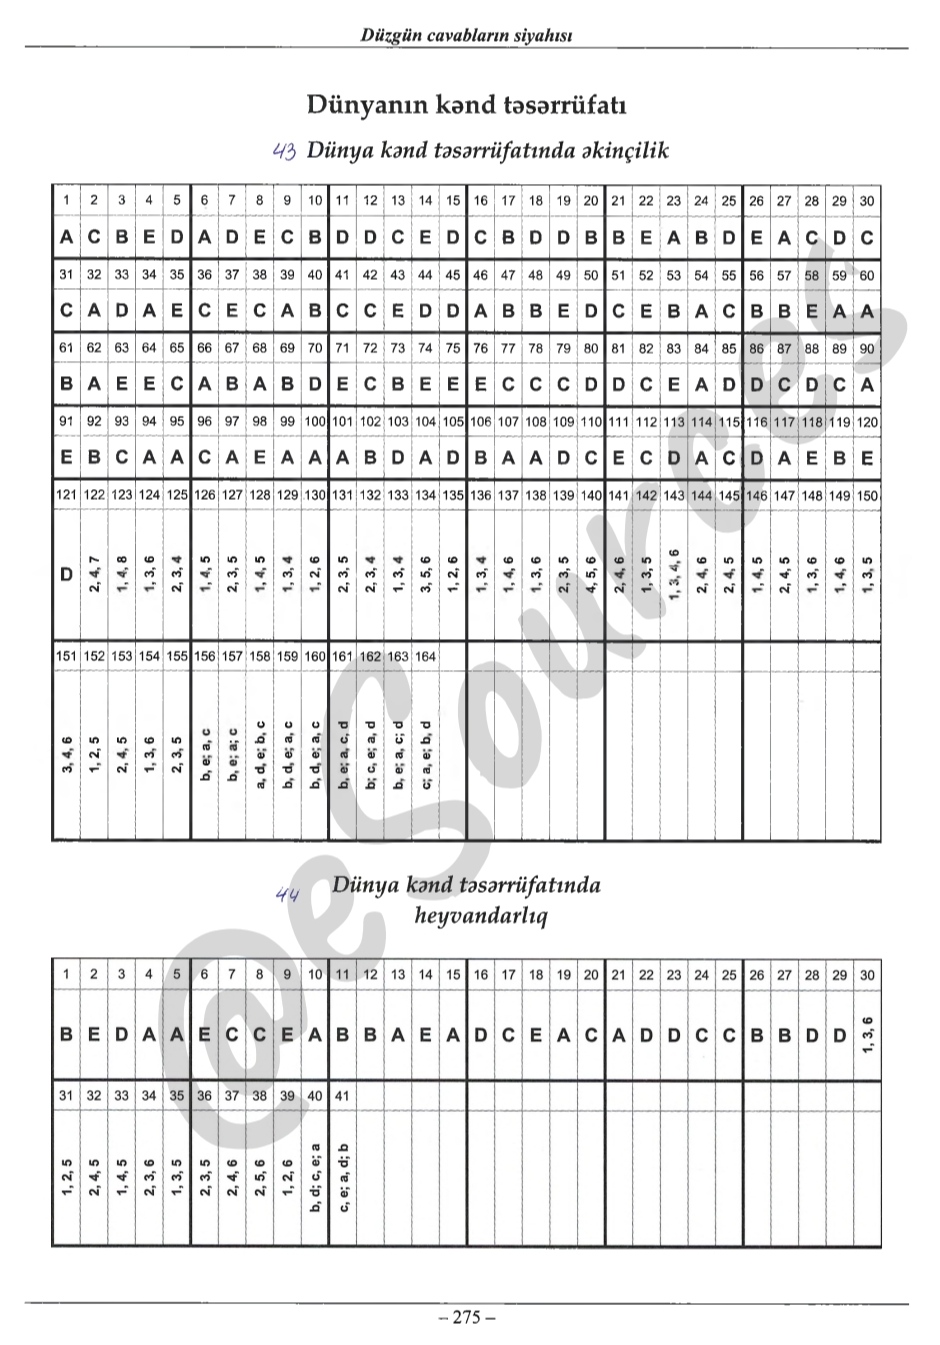 Düzgün cavabların siyahısı
Dünyanın kənd təsərrüfatı
43 Dünya kənd təsərrüfatında əkinçilik
1 2 3 4 5 6 7 8 9 10 11 12 13 14 15 16 17 18 19 20 21 22 23 24 25 26 27 28 29 30
A C B E D A D E C B D D C E D C B D D B B E A B D E A C D C
31 32 33 34 35 36 37 38 39 40 41 42 43 44 45 46 47 48 49 50 51 52 53 54 55 56 57 58 59 60
C A D A E C E C A B C C E D D A B B E D C E B A C B B E A A
61 62 63 64 65 66 67 68 69 70 71 72 73 74 75 76 77 78 79 80 81 82 83 84 85 86 87 88 89 90
B A E E C A B A B D E C B E E E C C C D D C E A D D C D C A
91 92 93 94 95 96 97 98 99 100 101 102 103 104 105 106 107 108 109 110 111 112 113 114 115 116 117 118 119 120
E B C A A C A E A A A B D A D B A A D C E C D A C D A E B E
121 122 123 124 125 126 127 128 129 130 131 132 133 134 135 136 137 138 139 140 141 142 143 144 145 146 147 148 149 150
D 2, 4, 7 1, 4, 8 1, 3, 6 2, 3, 4 1, 4, 5 2, 3, 5 1, 4, 5 1, 3, 4 1, 2, 6 2, 3, 5 2, 3, 4 1, 3, 4 3, 5, 6 1, 2, 6 1, 3, 4 1, 4, 6 1, 3, 6 2, 3, 5 4, 5, 6 2, 4, 6 1, 3, 5 1, 3, 4, 6 2, 4, 6 2, 4, 5 1, 4, 5 2, 4, 5 1, 3, 6 1, 4, 6 1, 3, 5
151 152 153 154 155 156 157 158 159 160 161 162 163 164
3, 4, 6 1, 2, 5 2, 4, 5 1, 3, 6 2, 3, 5 b, e; a, c b, e; a; c a, d, e; b, c b, d, e; a, c b, d, e; a, c b, e; a, c, d b; c, e; a, d b, e; a, c; d c; a, e; b, d
44 Dünya kənd təsərrüfatında
heyvandarlıq
1 2 3 4 5 6 7 8 9 10 11 12 13 14 15 16 17 18 19 20 21 22 23 24 25 26 27 28 29 30
B E D A A E C C E A B B A E A D C E A C A D D C C B B D D 1, 3, 6
31 32 33 34 35 36 37 38 39 40 41
1, 2, 5 2, 4, 5 1, 4, 5 2, 3, 6 1, 3, 5 2, 3, 5 2, 4, 6 2, 5, 6 1, 2, 6 b, d; c, e; a c, e; a, d; b
@eSources
– 275 –